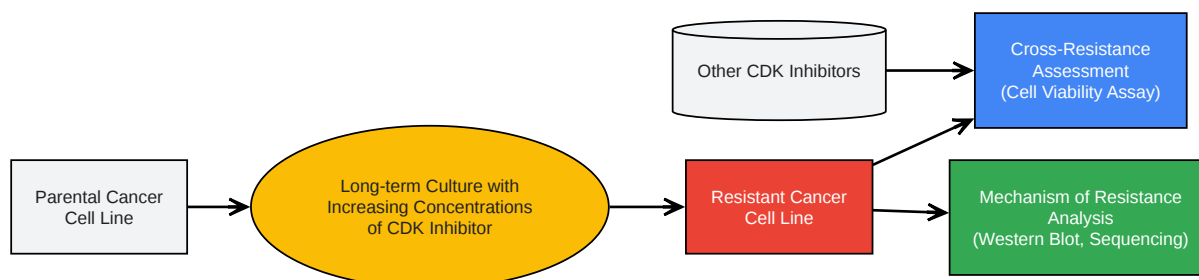 Other CDK Inhibitors
Cross-Resistance
Assessment
(Cell Viability Assay)
Parental Cancer
Cell Line
Long-term Culture with
Increasing Concentrations
of CDK Inhibitor
Resistant Cancer
Cell Line
Mechanism of Resistance
Analysis
(Western Blot, Sequencing)